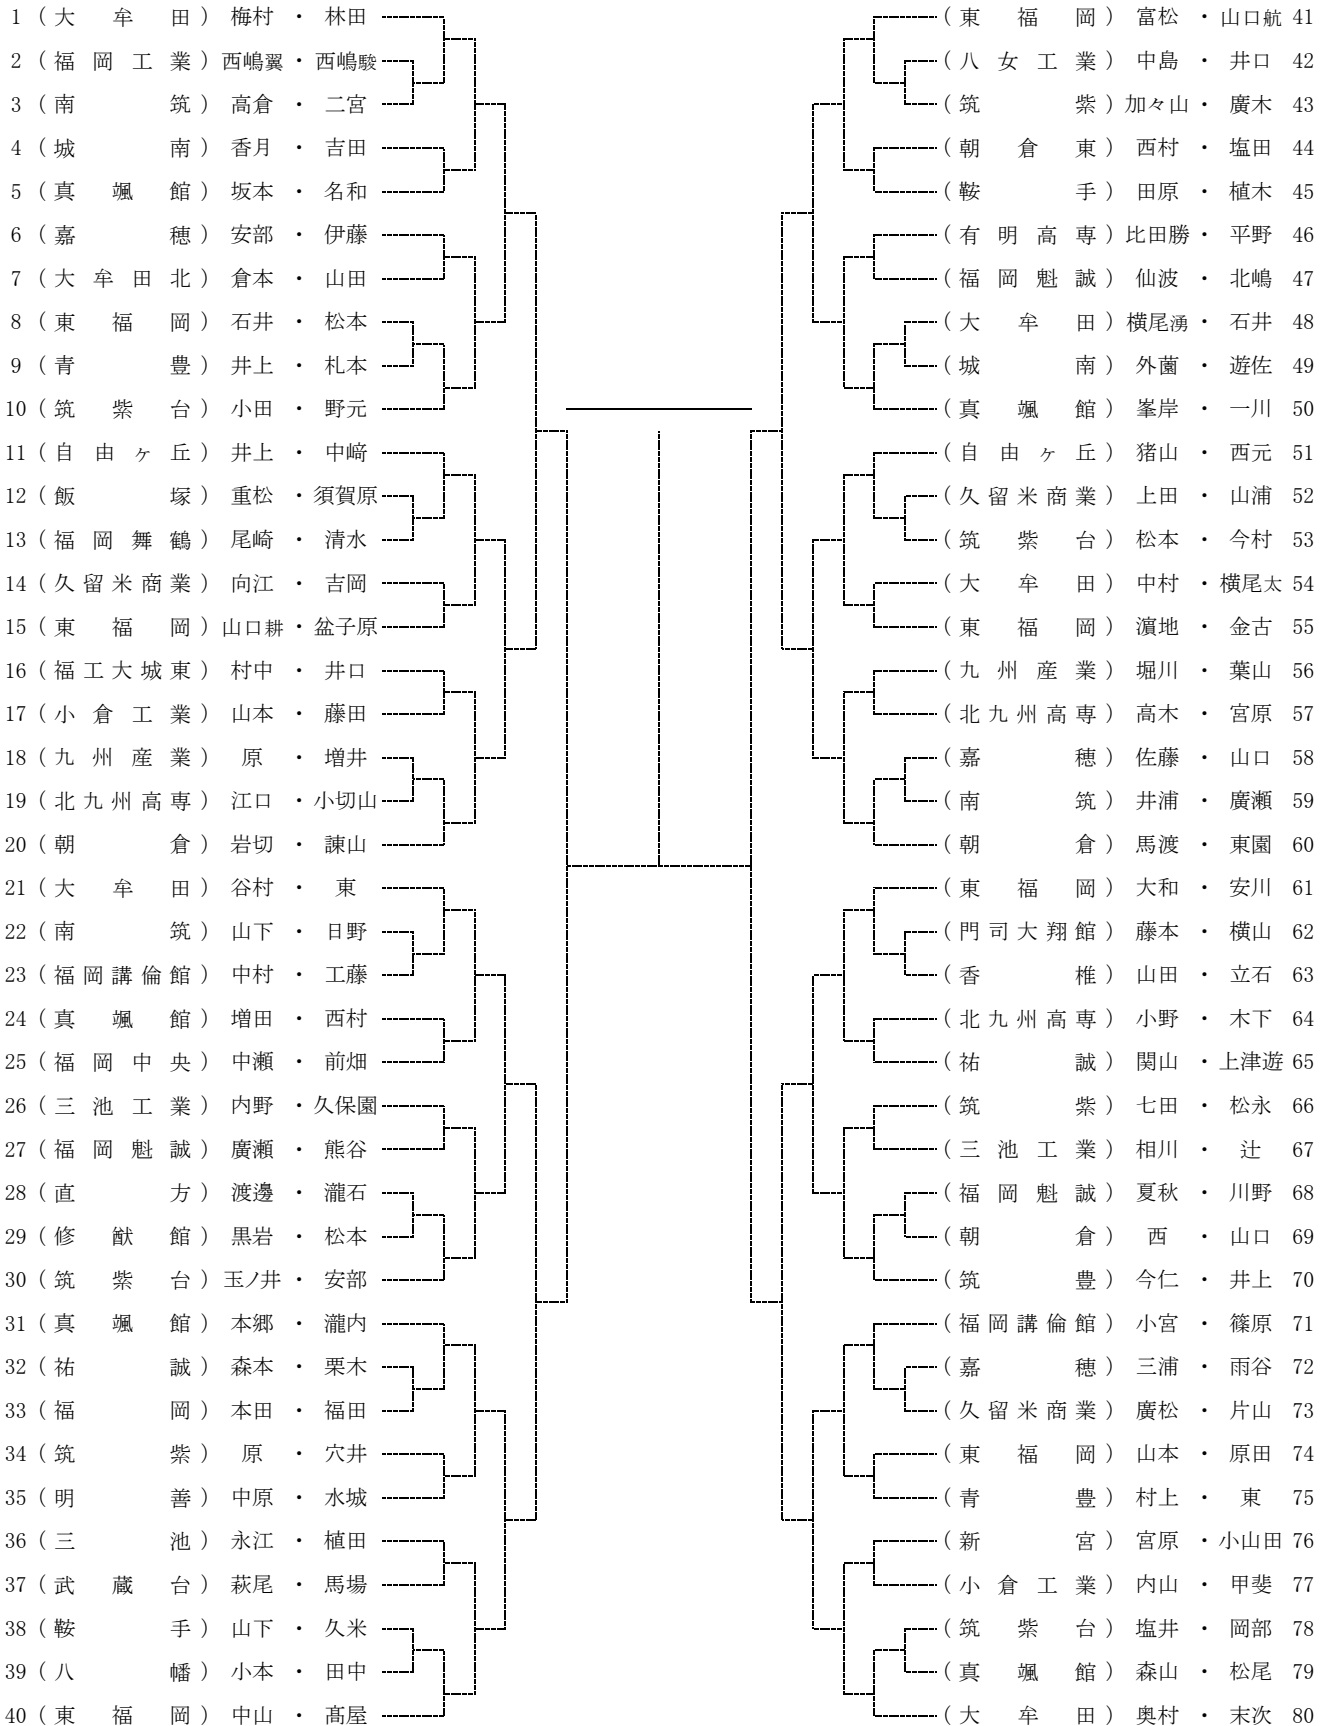 1 (大牟田) 梅村・林田
2 (福岡工業) 西嶋翼・西嶋駿
3 (南筑) 高倉・二宮
4 (城南) 香月・吉田
5 (真颯館) 坂本・名和
6 (嘉穂) 安部・伊藤
7 (大牟田北) 倉本・山田
8 (東福岡) 石井・松本
9 (青豊) 井上・札本
10 (筑紫台) 小田・野元
11 (自由ヶ丘) 井上・中﨑
12 (飯塚) 重松・須賀原
13 (福岡舞鶴) 尾崎・清水
14 (久留米商業) 向江・吉岡
15 (東福岡) 山口耕・盆子原
16 (福工大城東) 村中・井口
17 (小倉工業) 山本・藤田
18 (九州産業) 原・増井
19 (北九州高専) 江口・小切山
20 (朝倉) 岩切・諌山
21 (大牟田) 谷村・東
22 (南筑) 山下・日野
23 (福岡講倫館) 中村・工藤
24 (真颯館) 増田・西村
25 (福岡中央) 中瀬・前畑
26 (三池工業) 内野・久保園
27 (福岡魁誠) 廣瀬・熊谷
28 (直方) 渡邊・瀧石
29 (修猷館) 黒岩・松本
30 (筑紫台) 玉ノ井・安部
31 (真颯館) 本郷・瀧内
32 (祐誠) 森本・栗木
33 (福岡) 本田・福田
34 (筑紫) 原・穴井
35 (明善) 中原・水城
36 (三池) 永江・植田
37 (武蔵台) 萩尾・馬場
38 (鞍手) 山下・久米
39 (八幡) 小本・田中
40 (東福岡) 中山・髙屋
(東福岡) 富松・山口航 41
(八女工業) 中島・井口 42
(筑紫) 加々山・廣木 43
(朝倉東) 西村・塩田 44
(鞍手) 田原・植木 45
(有明高専) 比田勝・平野 46
(福岡魁誠) 仙波・北嶋 47
(大牟田) 横尾湧・石井 48
(城南) 外薗・遊佐 49
(真颯館) 峯岸・一川 50
(自由ヶ丘) 猪山・西元 51
(久留米商業) 上田・山浦 52
(筑紫台) 松本・今村 53
(大牟田) 中村・横尾太 54
(東福岡) 濵地・金古 55
(九州産業) 堀川・葉山 56
(北九州高専) 高木・宮原 57
(嘉穂) 佐藤・山口 58
(南筑) 井浦・廣瀬 59
(朝倉) 馬渡・東園 60
(東福岡) 大和・安川 61
(門司大翔館) 藤本・横山 62
(香椎) 山田・立石 63
(北九州高専) 小野・木下 64
(祐誠) 関山・上津遊 65
(筑紫) 七田・松永 66
(三池工業) 相川・辻 67
(福岡魁誠) 夏秋・川野 68
(朝倉) 西・山口 69
(筑豊) 今仁・井上 70
(福岡講倫館) 小宮・篠原 71
(嘉穂) 三浦・雨谷 72
(久留米商業) 廣松・片山 73
(東福岡) 山本・原田 74
(青豊) 村上・東 75
(新宮) 宮原・小山田 76
(小倉工業) 内山・甲斐 77
(筑紫台) 塩井・岡部 78
(真颯館) 森山・松尾 79
(大牟田) 奥村・末次 80